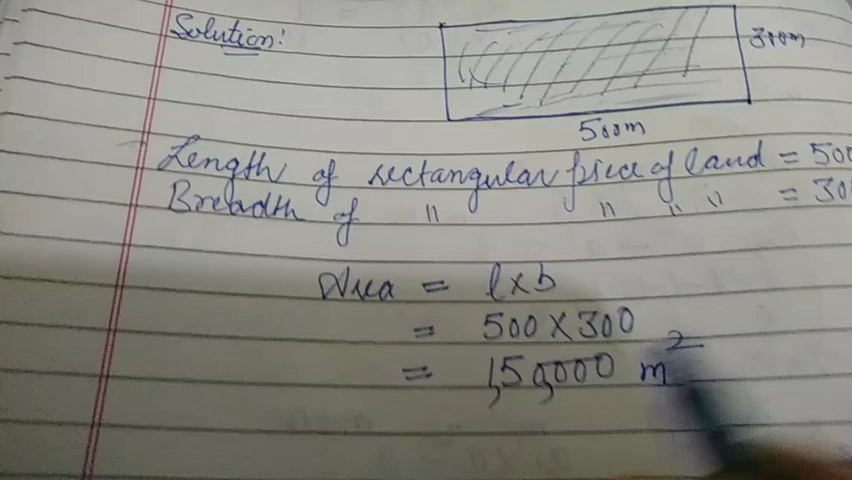 Solution:
300m
500m
Length of rectangular piece of land = 500
Breadth of " " " " = 30
Area = l x b
= 500 X 300
= 1,50,000 m²